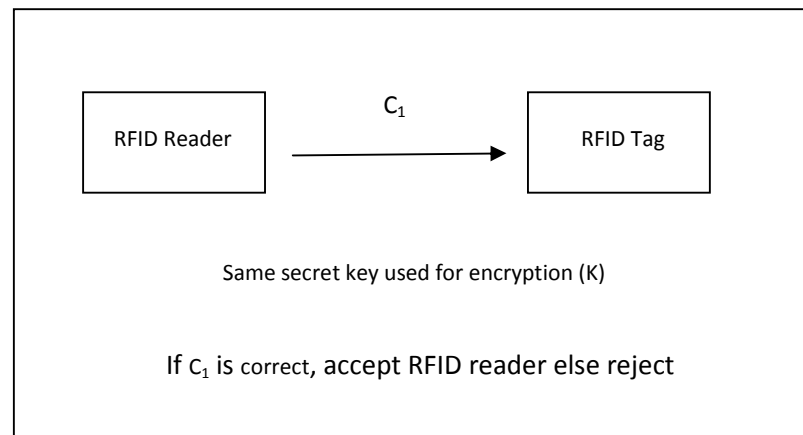 C₁
RFID Reader
RFID Tag
Same secret key used for encryption (K)
If C₁ is correct, accept RFID reader else reject